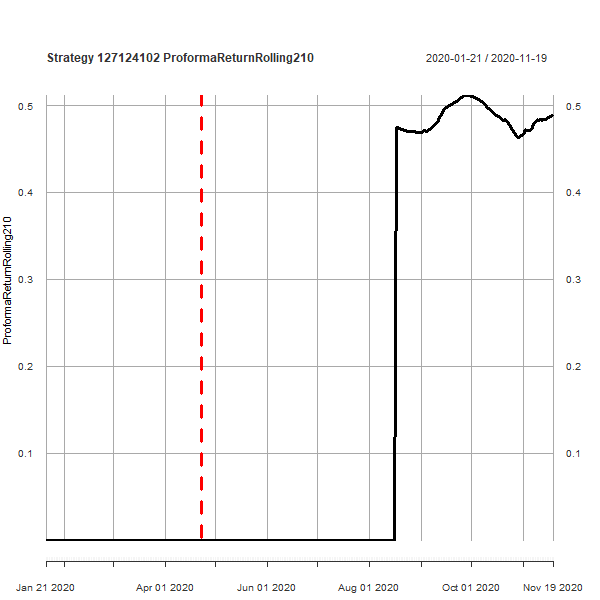 Strategy 127124102 ProformaReturnRolling210
2020-01-21 / 2020-11-19
ProformaReturnRolling210
0.5
0.4
0.3
0.2
0.1
0.5
0.4
0.3
0.2
0.1
Jan 21 2020
Apr 01 2020
Jun 01 2020
Aug 01 2020
Oct 01 2020
Nov 19 2020